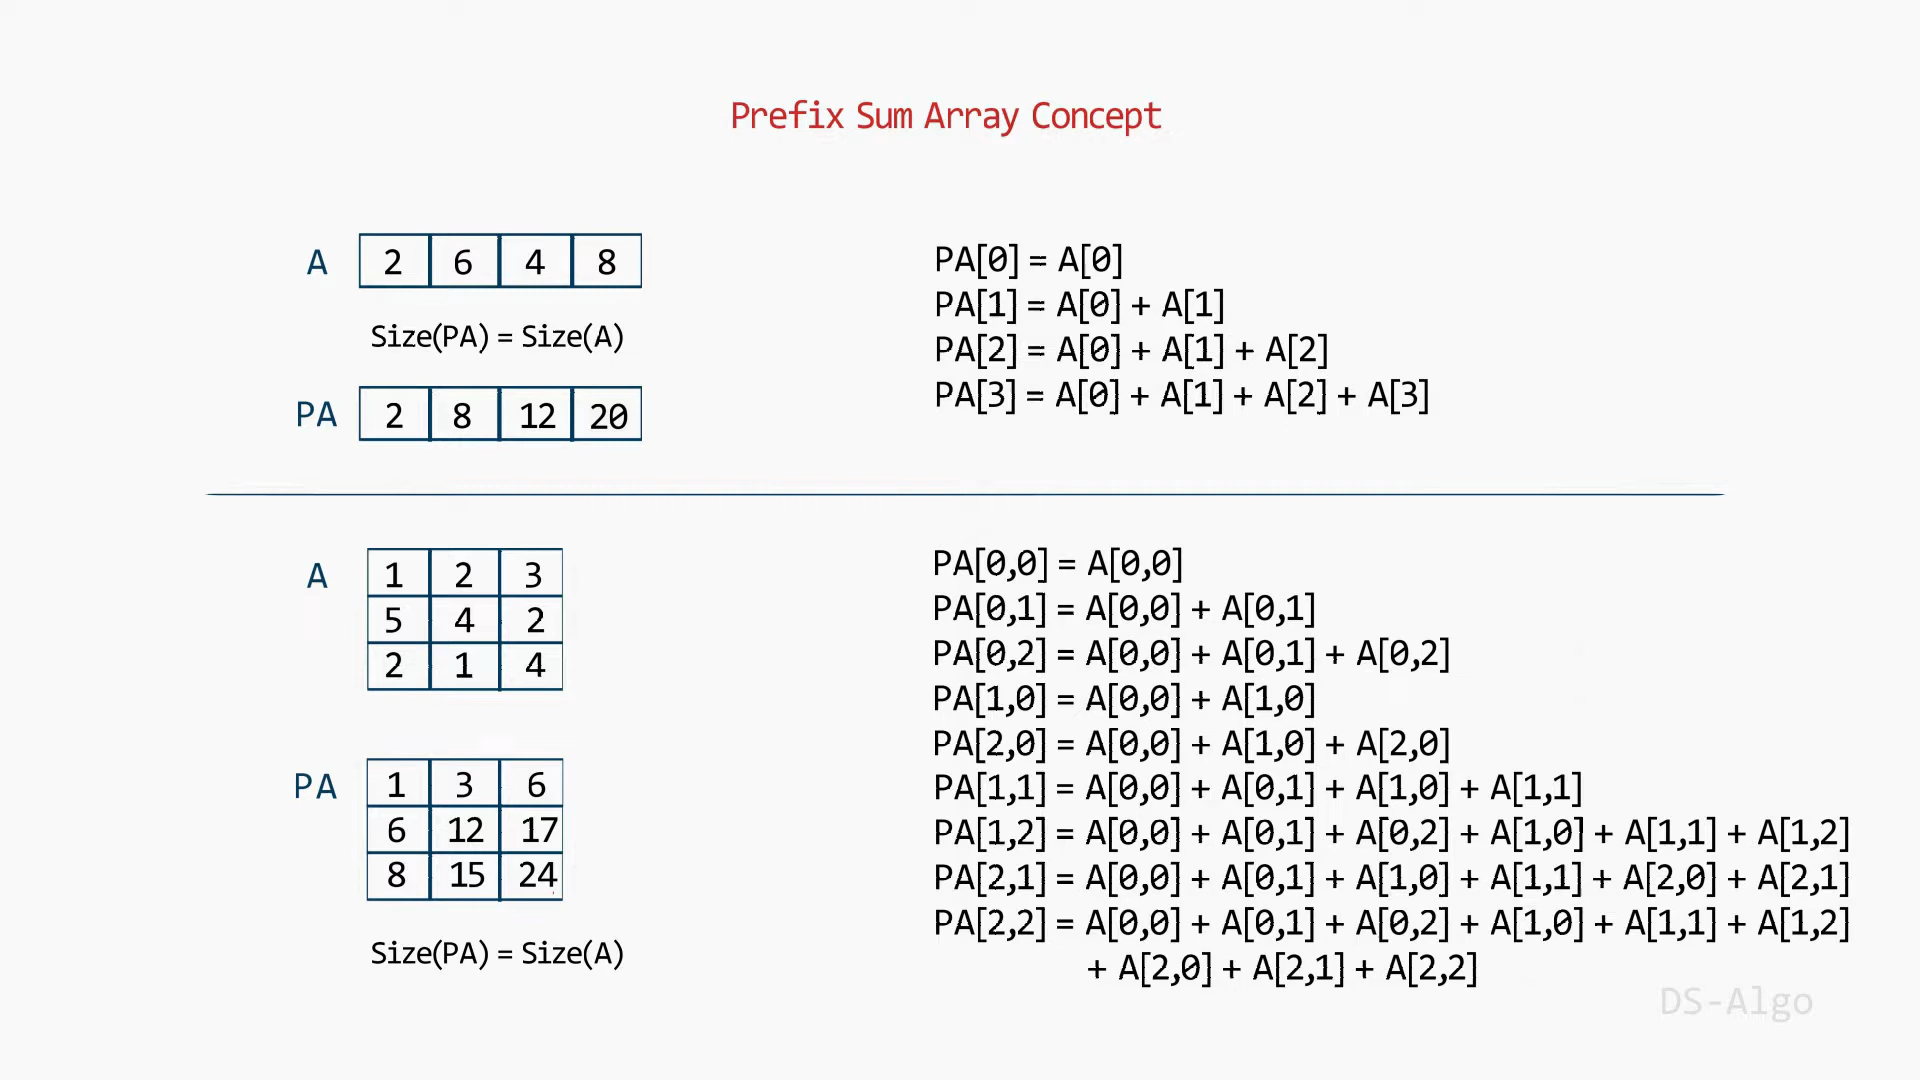 Prefix Sum Array Concept
A 2 6 4 8
Size(PA) = Size(A)
PA 2 8 12 20
PA[0] = A[0]
PA[1] = A[0] + A[1]
PA[2] = A[0] + A[1] + A[2]
PA[3] = A[0] + A[1] + A[2] + A[3]
A 1 2 3
5 4 2
2 1 4
PA 1 3 6
6 12 17
8 15 24
Size(PA) = Size(A)
PA[0,0] = A[0,0]
PA[0,1] = A[0,0] + A[0,1]
PA[0,2] = A[0,0] + A[0,1] + A[0,2]
PA[1,0] = A[0,0] + A[1,0]
PA[2,0] = A[0,0] + A[1,0] + A[2,0]
PA[1,1] = A[0,0] + A[0,1] + A[1,0] + A[1,1]
PA[1,2] = A[0,0] + A[0,1] + A[0,2] + A[1,0] + A[1,1] + A[1,2]
PA[2,1] = A[0,0] + A[0,1] + A[1,0] + A[1,1] + A[2,0] + A[2,1]
PA[2,2] = A[0,0] + A[0,1] + A[0,2] + A[1,0] + A[1,1] + A[1,2]
+ A[2,0] + A[2,1] + A[2,2]
DS-Algo